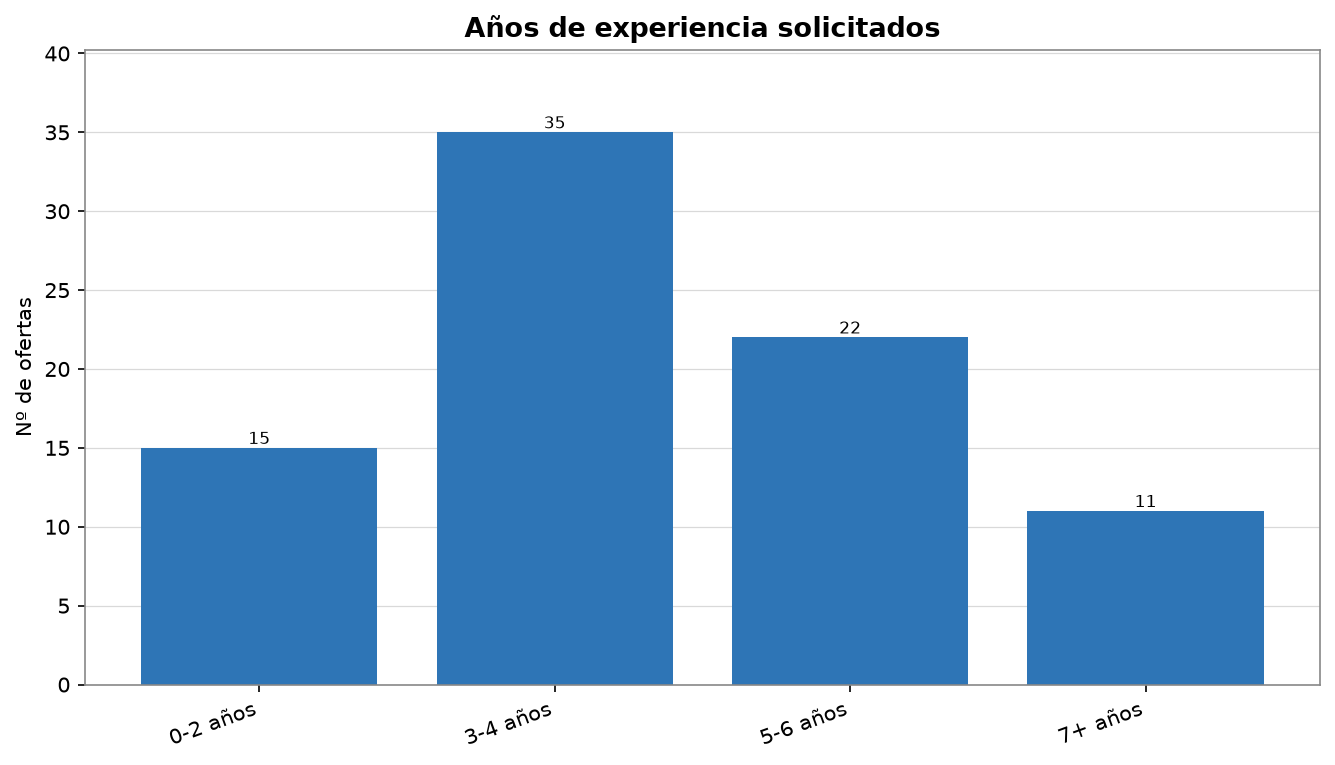 Años de experiencia solicitados
Nº de ofertas
40
35
30
25
20
15
10
5
0
15
35
22
11
0-2 años
3-4 años
5-6 años
7+ años